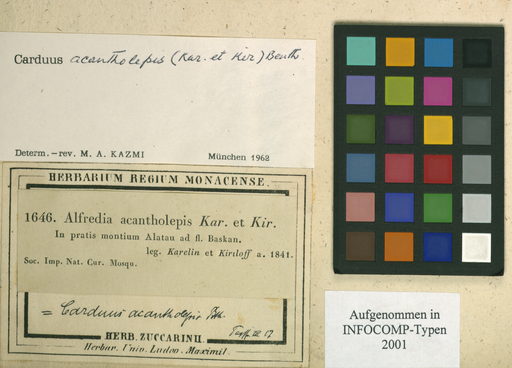 Carduus acantholepis (Kar. et Kir) Benth.
Determ. – rev. M. A. KAZMI München 1962
HERBARIUM REGIUM MONACENSE.
1646. Alfredia acantholepis Kar. et Kir.
In pratis montium Alatau ad fl. Baskan.
leg. Karelin et Kiriloff a. 1841.
Soc. Imp. Nat. Cur. Mosqu.
= Carduus acantholepis
HERB. ZUCCARINII.
Herbar. Univ. Ludov. Maximil.
Aufgenommen in
INFOCOMP-Typen
2001